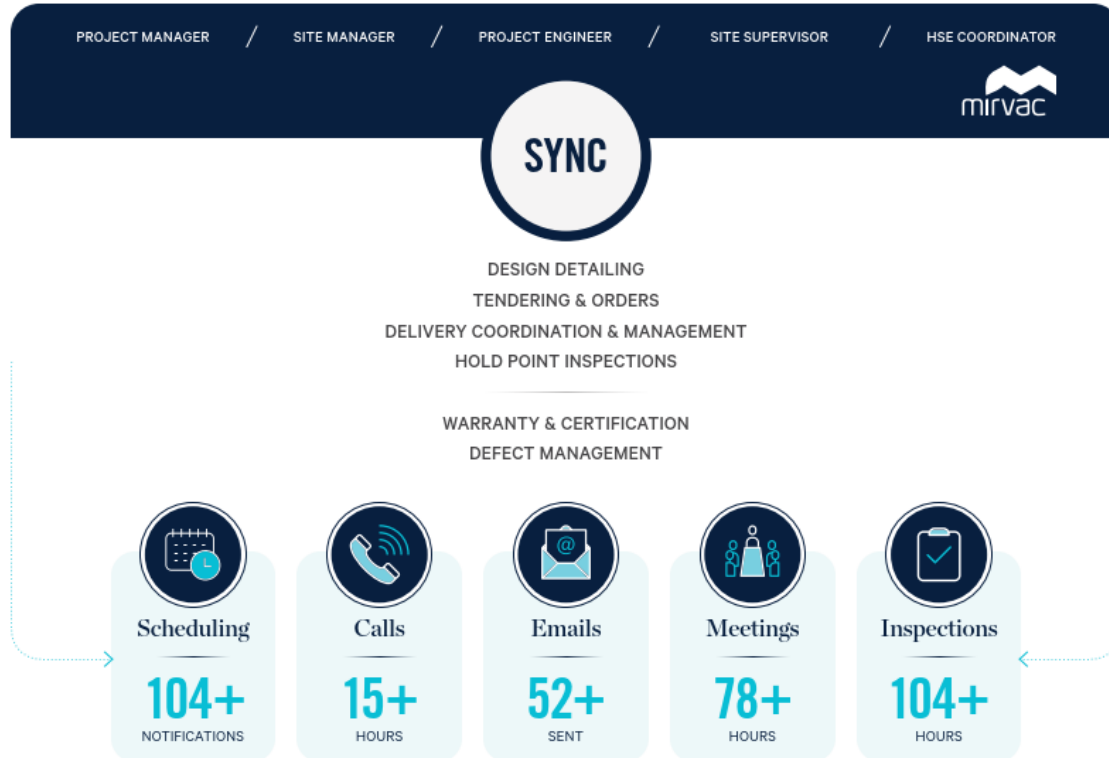 PROJECT MANAGER / SITE MANAGER / PROJECT ENGINEER / SITE SUPERVISOR / HSE COORDINATOR
mirvac
SYNC
DESIGN DETAILING
TENDERING & ORDERS
DELIVERY COORDINATION & MANAGEMENT
HOLD POINT INSPECTIONS
WARRANTY & CERTIFICATION
DEFECT MANAGEMENT
@
Scheduling
104+
NOTIFICATIONS
Calls
15+
HOURS
Emails
52+
SENT
Meetings
78+
HOURS
Inspections
104+
HOURS